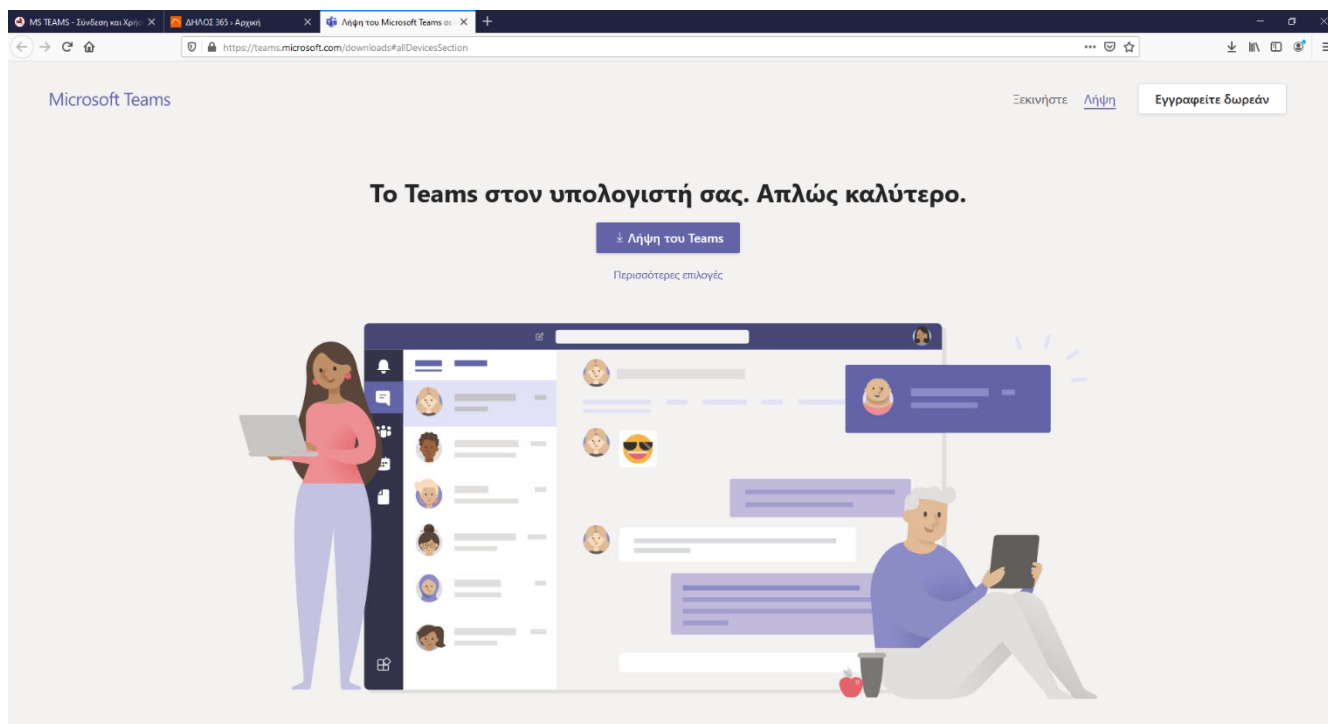 MS TEAMS - Σύνδεση και Χρήσ
ΔΗΛΟΣ 365 › Αρχική
Λήψη του Microsoft Teams σε
https://teams.microsoft.com/downloads#allDevicesSection
Microsoft Teams
Ξεκινήστε Λήψη Εγγραφείτε δωρεάν
Το Teams στον υπολογιστή σας. Απλώς καλύτερο.
Λήψη του Teams
Περισσότερες επιλογές